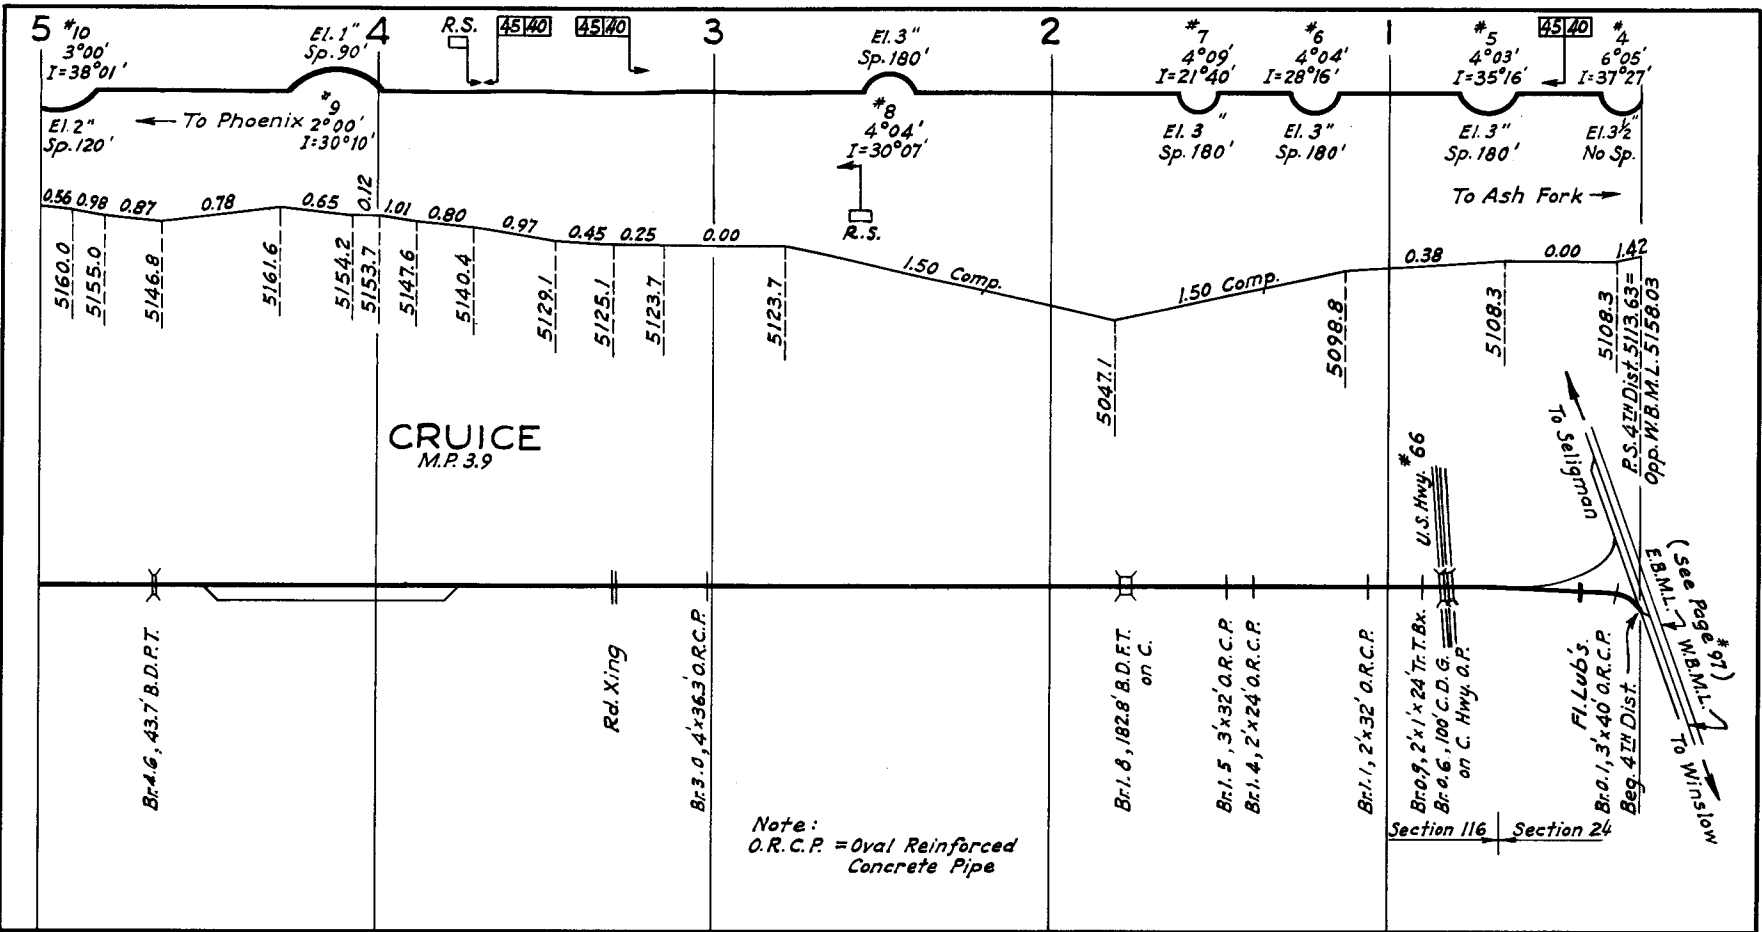 5
4
3
2
1
#10
3°00'
I=38°01'
El. 2"
Sp. 120'
← To Phoenix
El. 1"
Sp. 90'
#9
2°00'
I=30°10'
R.S.
45 40
45 40
El. 3"
Sp. 180'
#8
4°04'
I=30°07'
R.S.
#7
4°09'
I=21°40'
El. 3"
Sp. 180'
#6
4°04'
I=28°16'
El. 3"
Sp. 180'
#5
4°03'
I=35°16'
El. 3"
Sp. 180'
45 40
#4
6°05'
I=37°27'
El. 3½"
No Sp.
To Ash Fork →
0.56 0.98 0.87 0.78 0.65 0.12 1.01 0.80 0.97 0.45 0.25 0.00 1.50 Comp. 1.50 Comp. 0.38 0.00 1.42
5160.0
5155.0
5146.8
5161.6
5154.2
5153.7
5147.6
5140.4
5129.1
5125.1
5123.7
5123.7
5047.1
5098.8
5108.3
5108.3
P.S. 4TH Dist. 5113.63=
Opp. W.B.M.L. 5158.03
CRUICE
M.P. 3.9
U.S. Hwy. #66
To Seligman
(See Page #97)
E.B.M.L.
W.B.M.L.
To Winslow
Br. 4.6, 43.7' B.D.P.T.
Rd. Xing
Br. 3.0, 4'x363' O.R.C.P.
Br. 1.8, 182.8' B.D.F.T.
on C.
Br. 1.5, 3'x32' O.R.C.P.
Br. 1.4, 2'x24' O.R.C.P.
Br. 1.1, 2'x32' O.R.C.P.
Br. 0.9, 2'x1'x24' Tr. T. Bx.
Br. 0.6, 100' C.D.G.
on C. Hwy. O.P.
Fl. Lub's.
Br. 0.1, 3'x40' O.R.C.P.
Beg. 4TH Dist.
Section 116
Section 24
Note:
O.R.C.P. = Oval Reinforced
Concrete Pipe